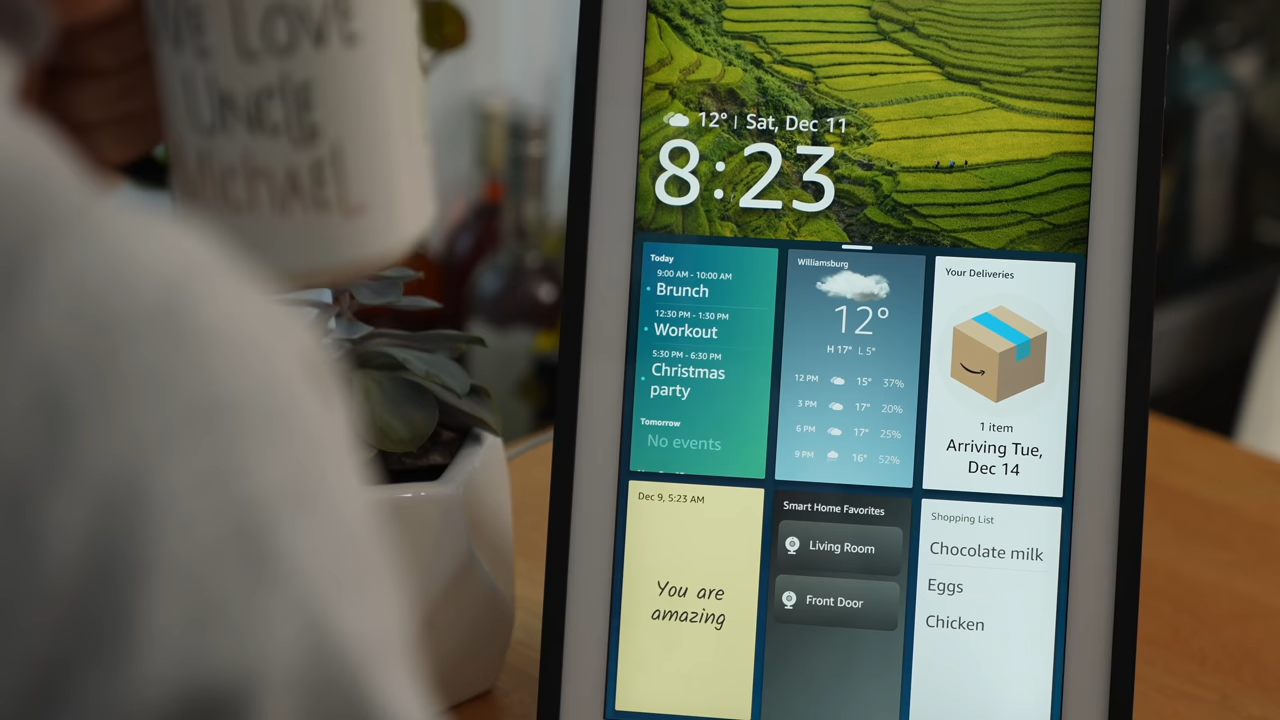 We Love
Uncle
Michael
12° | Sat, Dec 11
8:23
Today
9:00 AM - 10:00 AM
Brunch
12:30 PM - 1:30 PM
Workout
5:30 PM - 6:30 PM
Christmas
party
Tomorrow
No events
Williamsburg
12°
H 17° L 5°
12 PM 15° 37%
3 PM 17° 20%
6 PM 17° 25%
9 PM 16° 52%
Your Deliveries
1 item
Arriving Tue,
Dec 14
Dec 9, 5:23 AM
You are
amazing
Smart Home Favorites
Living Room
Front Door
Shopping List
Chocolate milk
Eggs
Chicken